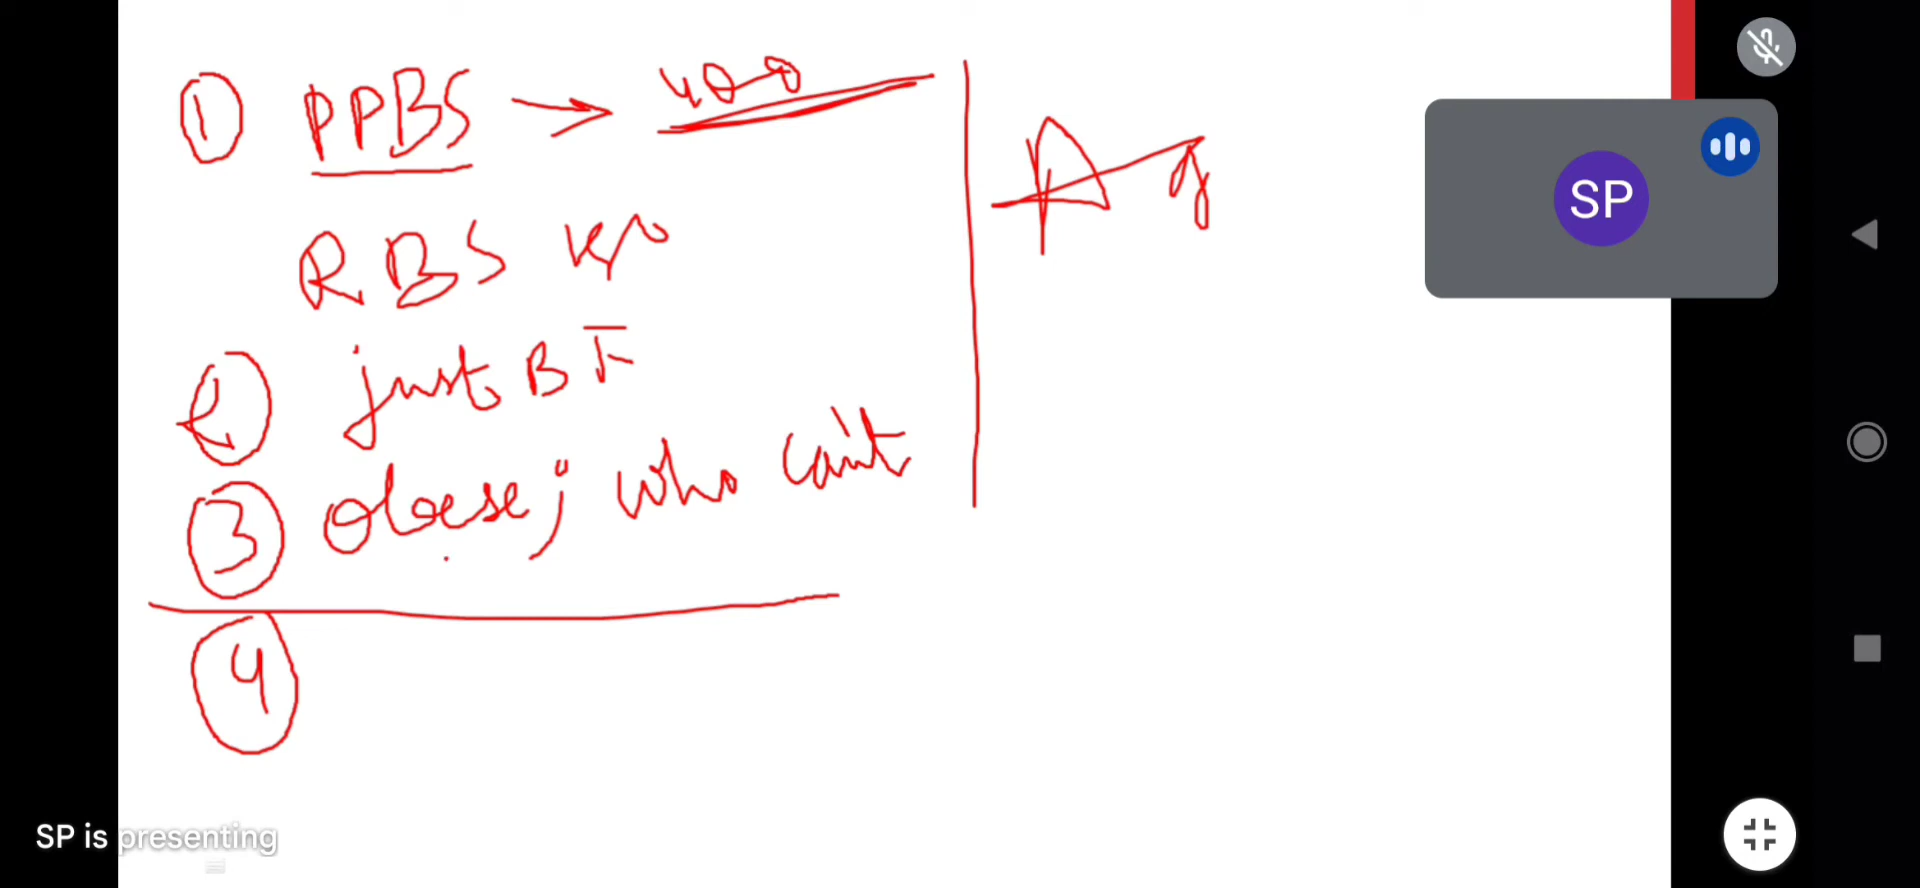 ① PPBS → 400
RBS
② just BF
③ obese; who can't
④
SP
SP is presenting